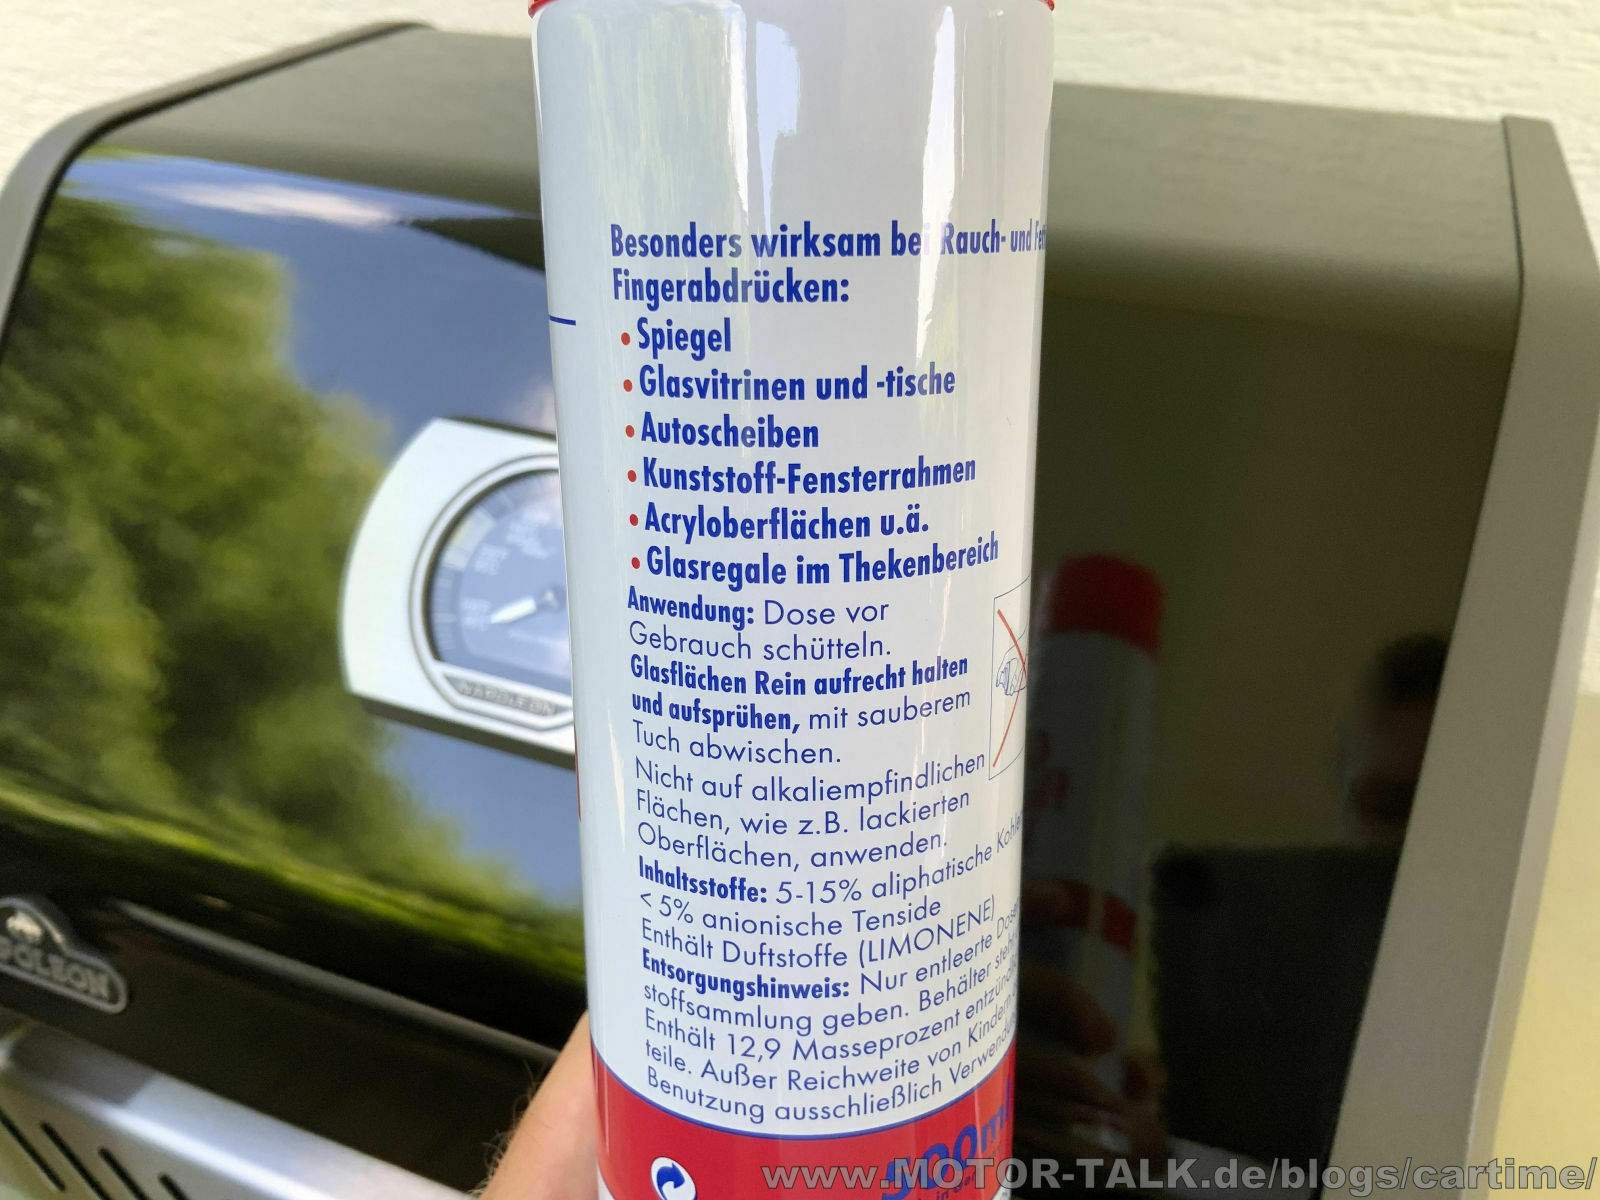 Besonders wirksam bei Rauch- und
Fingerabdrücken:
• Spiegel
• Glasvitrinen und -tische
• Autoscheiben
• Kunststoff-Fensterrahmen
• Acryloberflächen u.ä.
• Glasregale im Thekenbereich
Anwendung: Dose vor
Gebrauch schütteln.
Glasflächen Rein aufrecht halten
und aufsprühen, mit sauberem
Tuch abwischen.
Nicht auf alkaliempfindlichen
Flächen, wie z.B. lackierten
Oberflächen, anwenden.
Inhaltsstoffe: 5-15% aliphatische
< 5% anionische Tenside
Enthält Duftstoffe (LIMONENE)
Entsorgungshinweis: Nur entleerte
stoffsammlung geben. Behälter
Enthält 12,9 Masseprozent
teile. Außer Reichweite von
Benutzung ausschließlich
500m
NAPOLEON
POLEON
www.MOTOR-TALK.de/blogs/cartime/